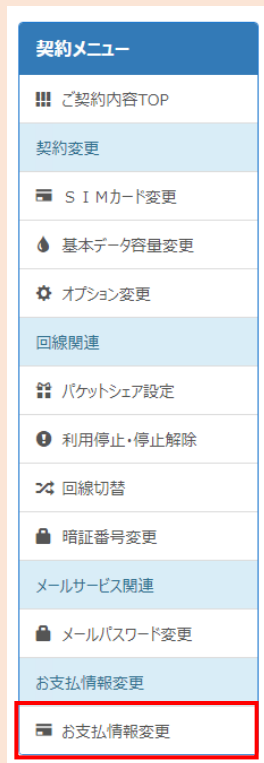 契約メニュー
ご契約内容TOP
契約変更
ＳＩＭカード変更
基本データ容量変更
オプション変更
回線関連
パケットシェア設定
利用停止・停止解除
回線切替
暗証番号変更
メールサービス関連
メールパスワード変更
お支払情報変更
お支払情報変更